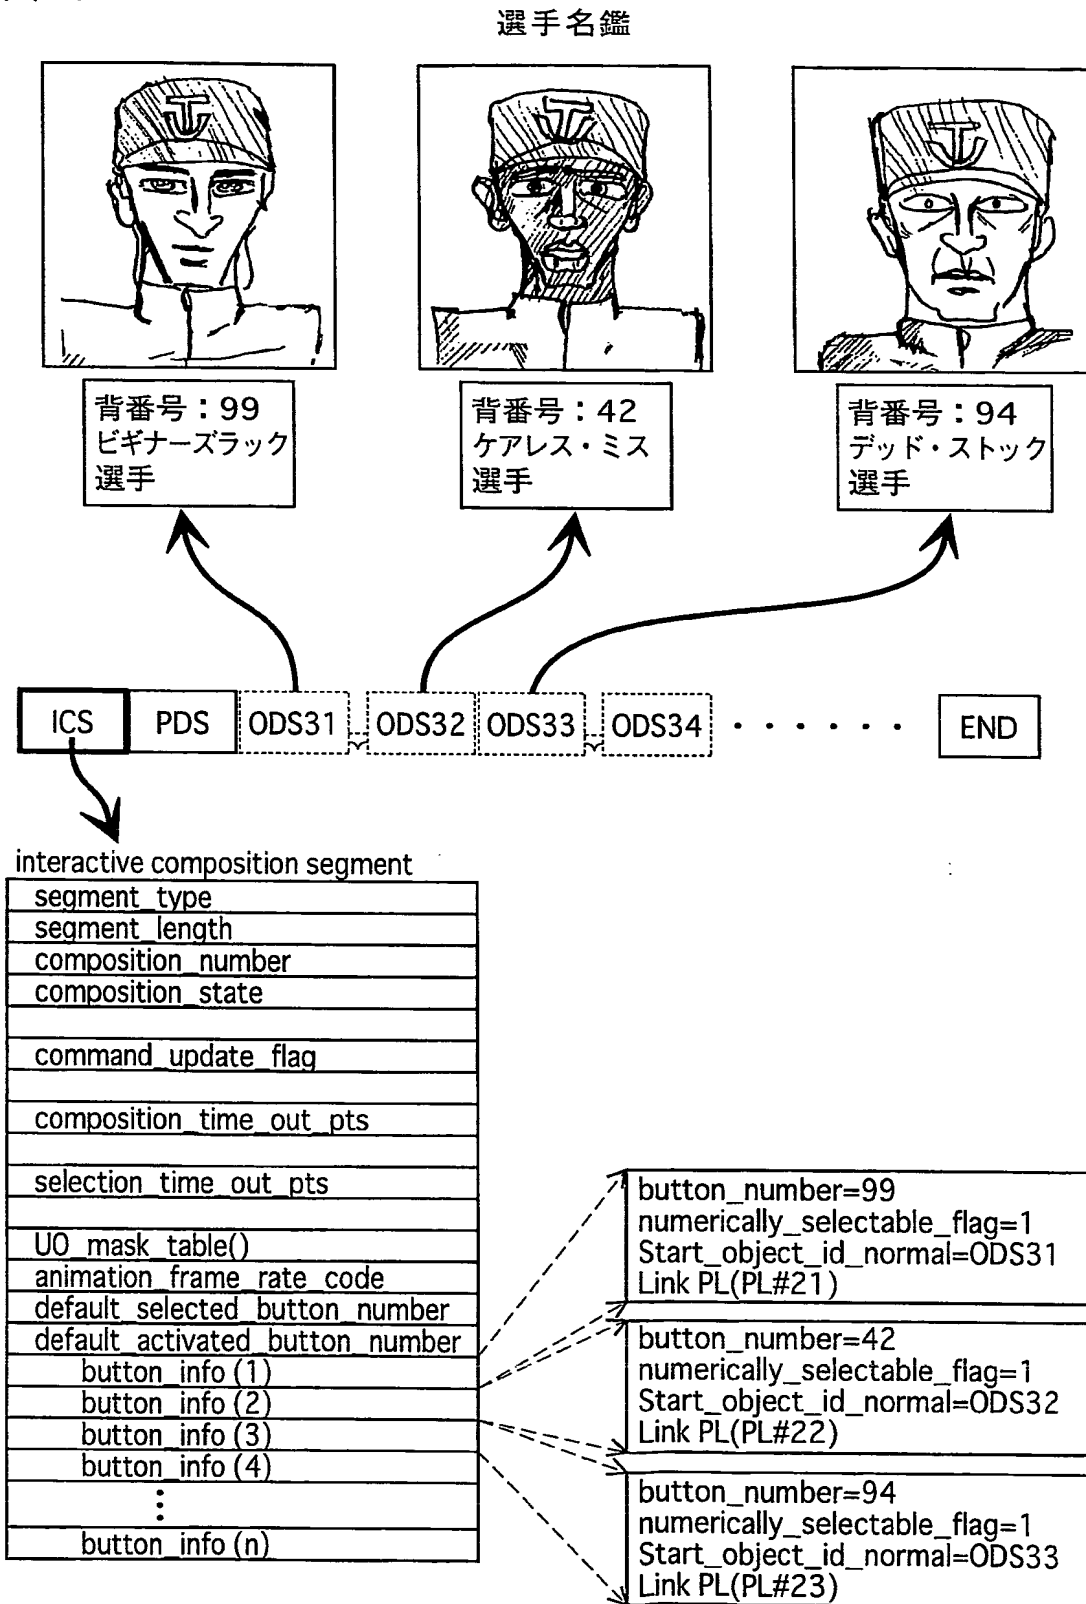 選手名鑑
背番号：99
ビギナーズラック
選手
背番号：42
ケアレス・ミス
選手
背番号：94
デッド・ストック
選手
ICS
PDS
ODS31
ODS32
ODS33
ODS34
・・・・・・
END
interactive composition segment
segment_type
segment_length
composition_number
composition_state
command_update_flag
composition_time_out_pts
selection_time_out_pts
UO_mask_table()
animation_frame_rate_code
default_selected_button_number
default_activated_button_number
button_info (1)
button_info (2)
button_info (3)
button_info (4)
button_info (n)
button_number=99
numerically_selectable_flag=1
Start_object_id_normal=ODS31
Link PL(PL#21)
button_number=42
numerically_selectable_flag=1
Start_object_id_normal=ODS32
Link PL(PL#22)
button_number=94
numerically_selectable_flag=1
Start_object_id_normal=ODS33
Link PL(PL#23)